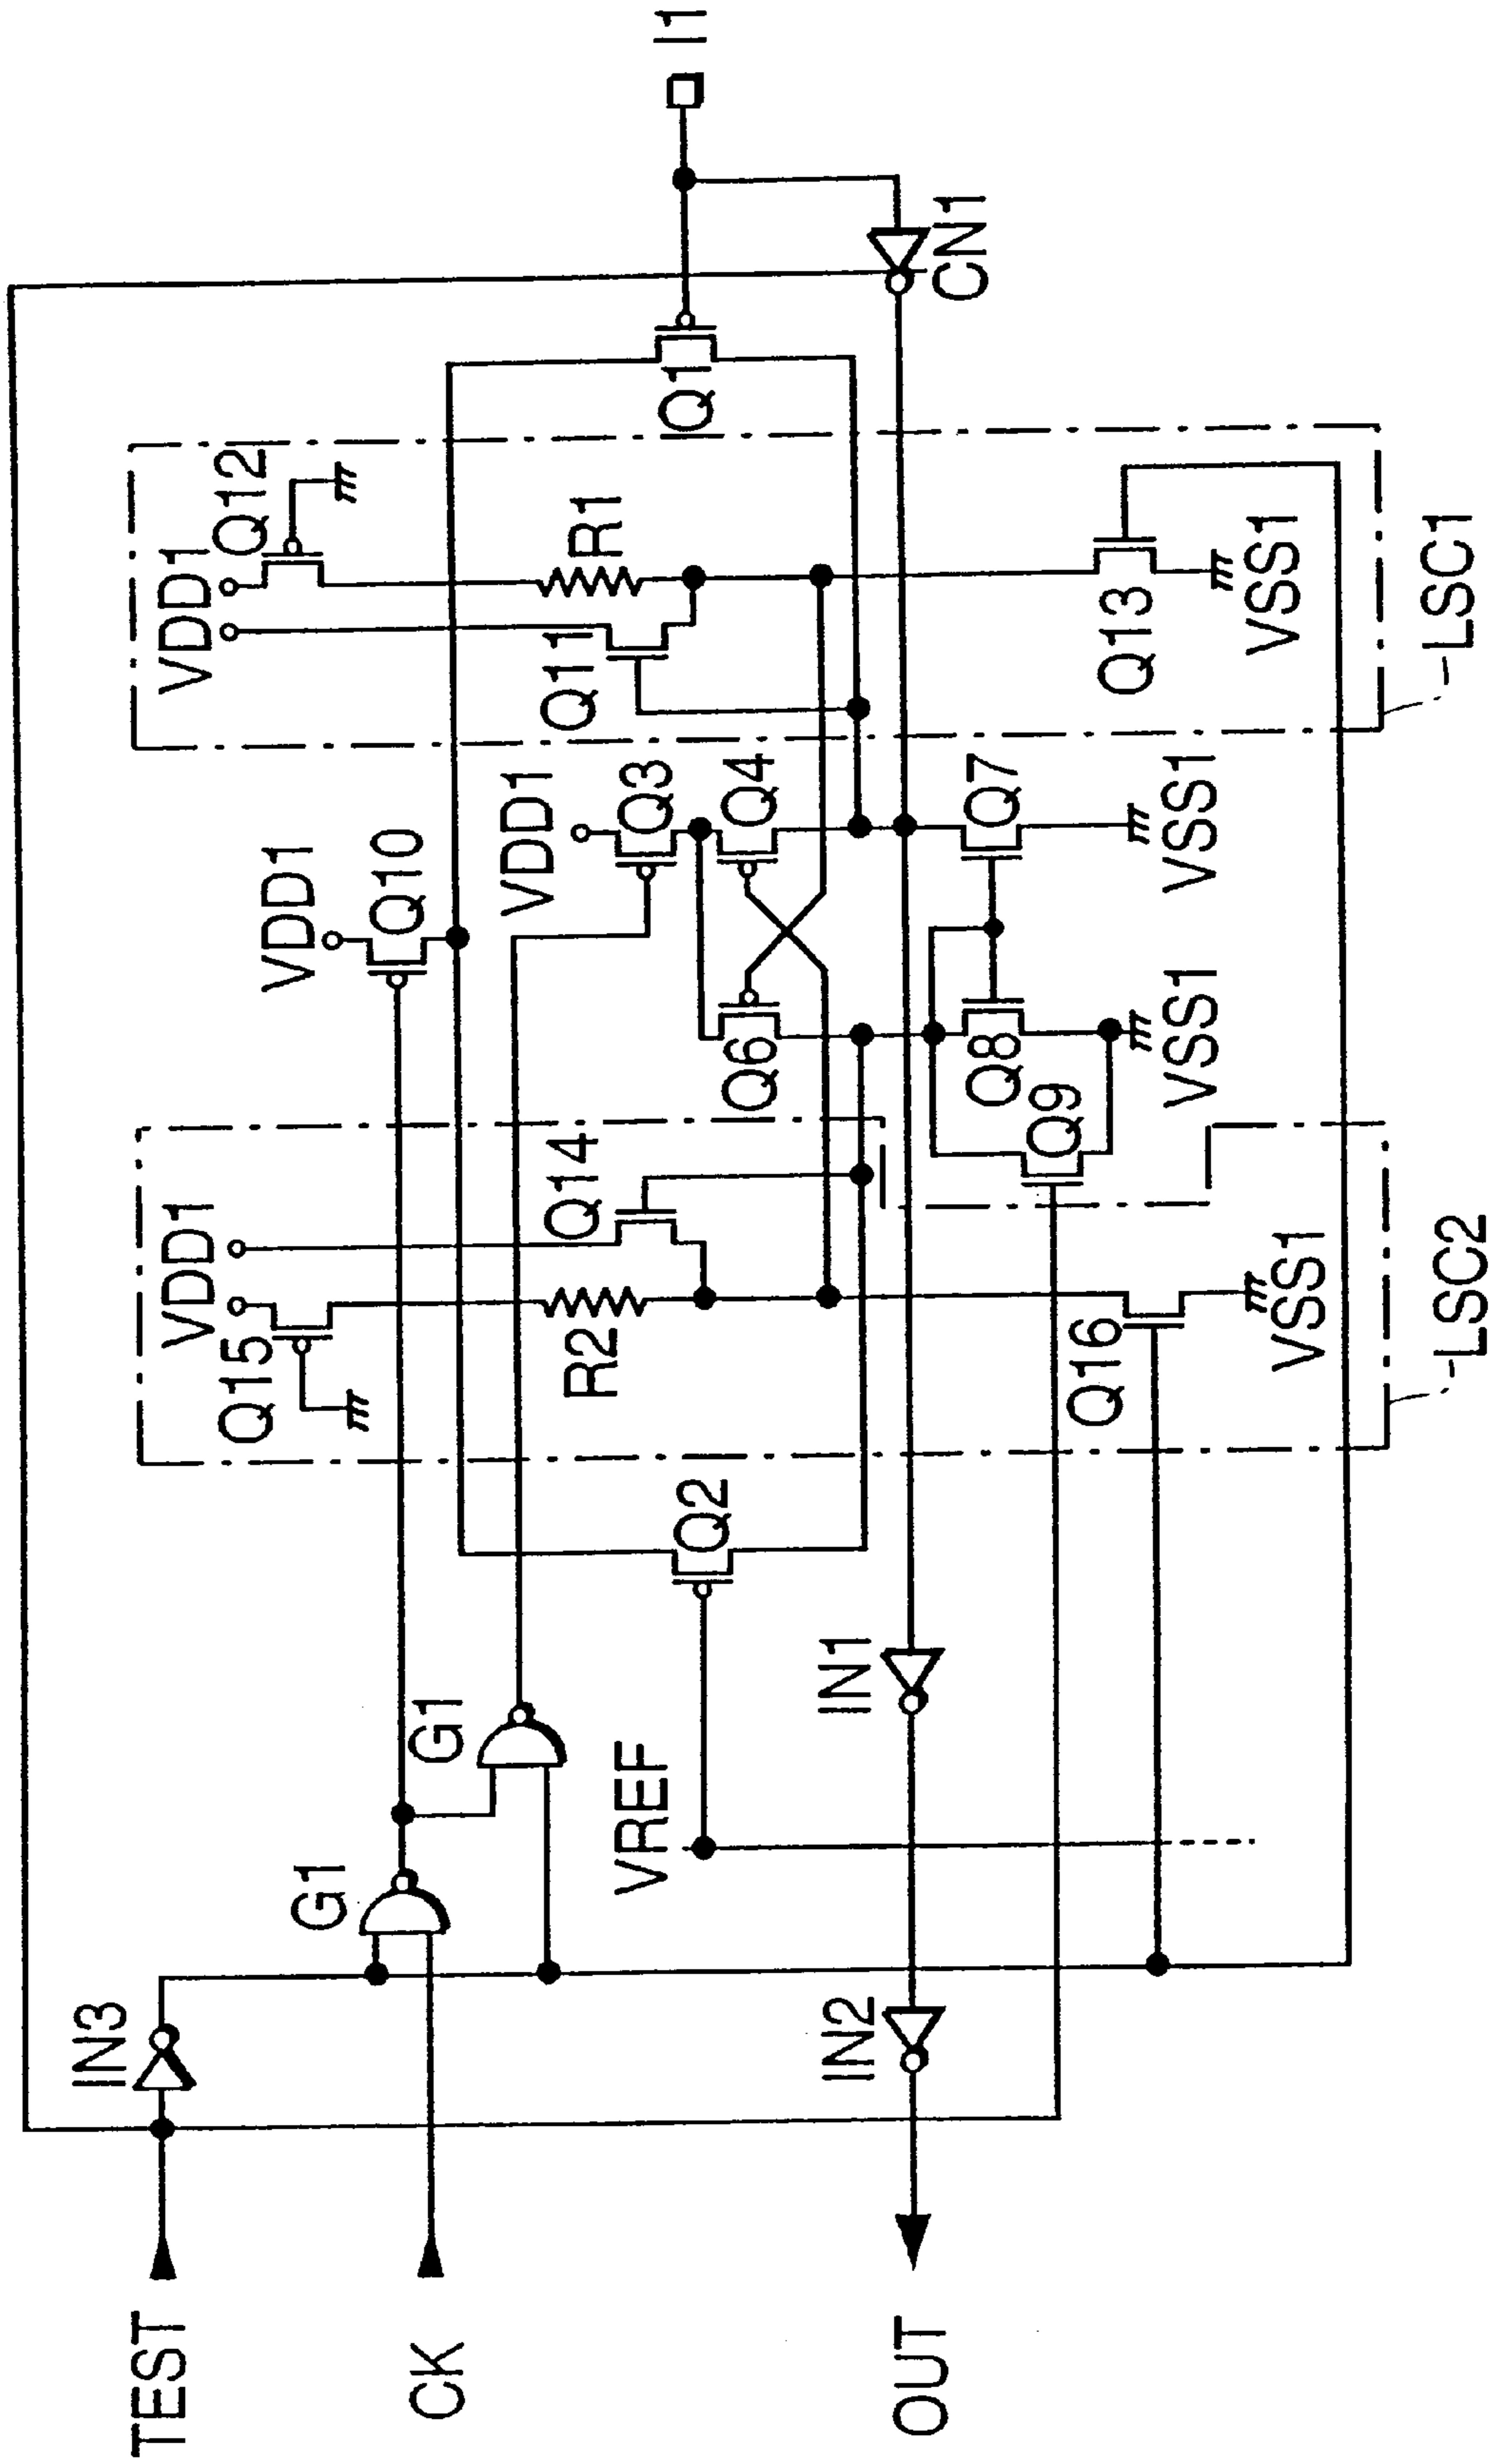 TEST
CK
OUT
IN3
G1
G1
VREF
IN1
IN2
Q2
VDD1
Q15
R2
Q14
Q16
VSS1
LSC2
VDD1
Q10
VDD1
Q3
Q4
Q6
Q7
Q8
Q9
VSS1
VSS1
VDD1
Q12
R1
Q11
Q13
VSS1
LSC1
Q1
CN1
I1